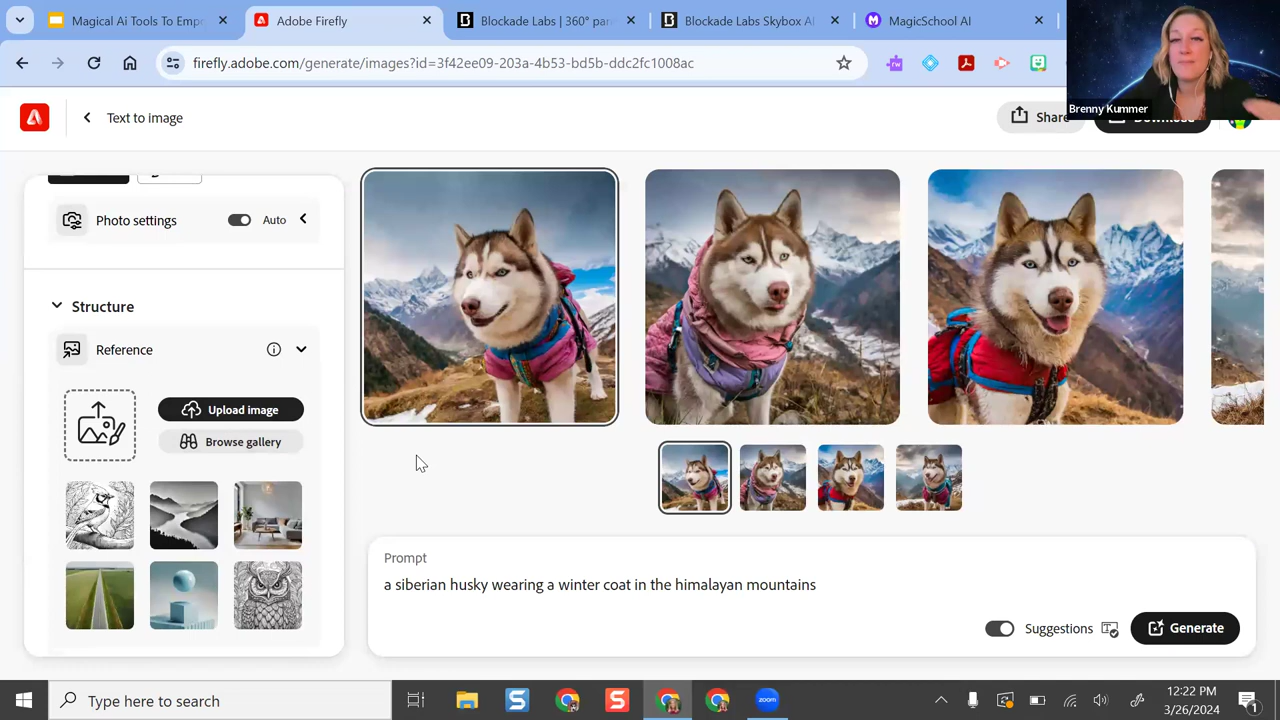 Magical Ai Tools To Emp
Adobe Firefly
Blockade Labs | 360° pan
Blockade Labs Skybox AI
MagicSchool AI
firefly.adobe.com/generate/images?id=3f42ee09-203a-4b53-bd5b-ddc2fc1008ac
Brenny Kummer
Text to image
Share
Download
Photo settings
Auto
Structure
Reference
Upload image
Browse gallery
Prompt
a siberian husky wearing a winter coat in the himalayan mountains
Suggestions
Generate
Type here to search
12:22 PM
3/26/2024
1